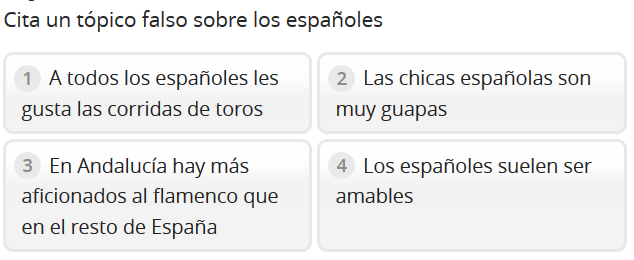 Cita un tópico falso sobre los españoles
1 A todos los españoles les
gusta las corridas de toros
2 Las chicas españolas son
muy guapas
3 En Andalucía hay más
aficionados al flamenco que
en el resto de España
4 Los españoles suelen ser
amables